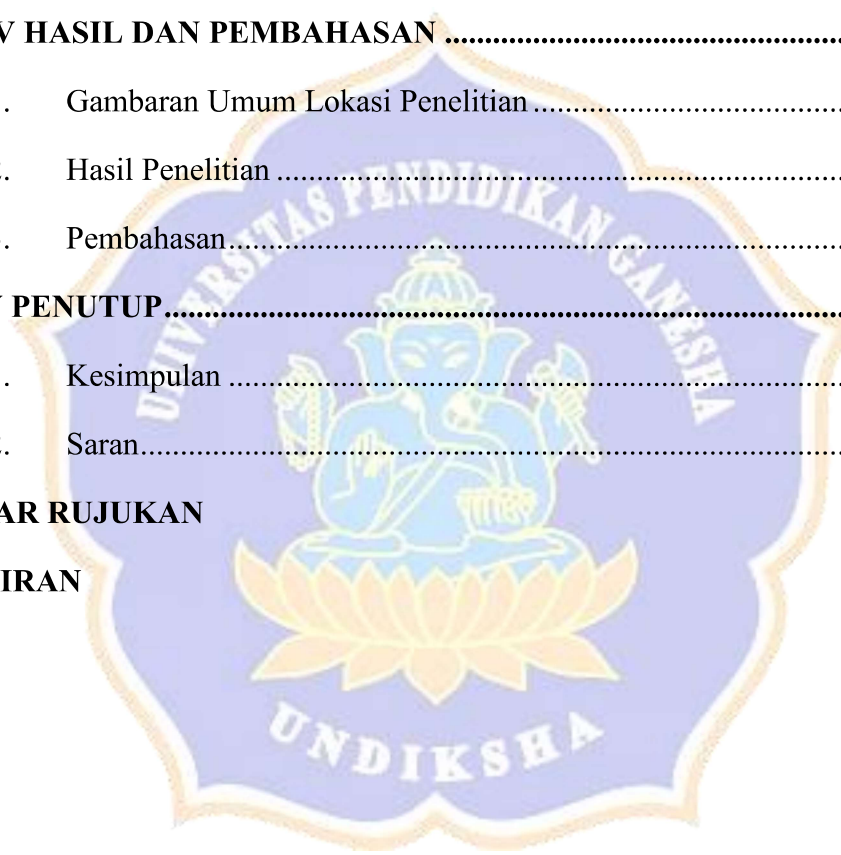 V HASIL DAN PEMBAHASAN ..................................................
. Gambaran Umum Lokasi Penelitian .......................................
. Hasil Penelitian .......................................................................
. Pembahasan.............................................................................
PENUTUP.....................................................................................
. Kesimpulan .............................................................................
. Saran........................................................................................
AR RUJUKAN
IRAN
UNIVERSITAS PENDIDIKAN GANESHA
UNDIKSHA